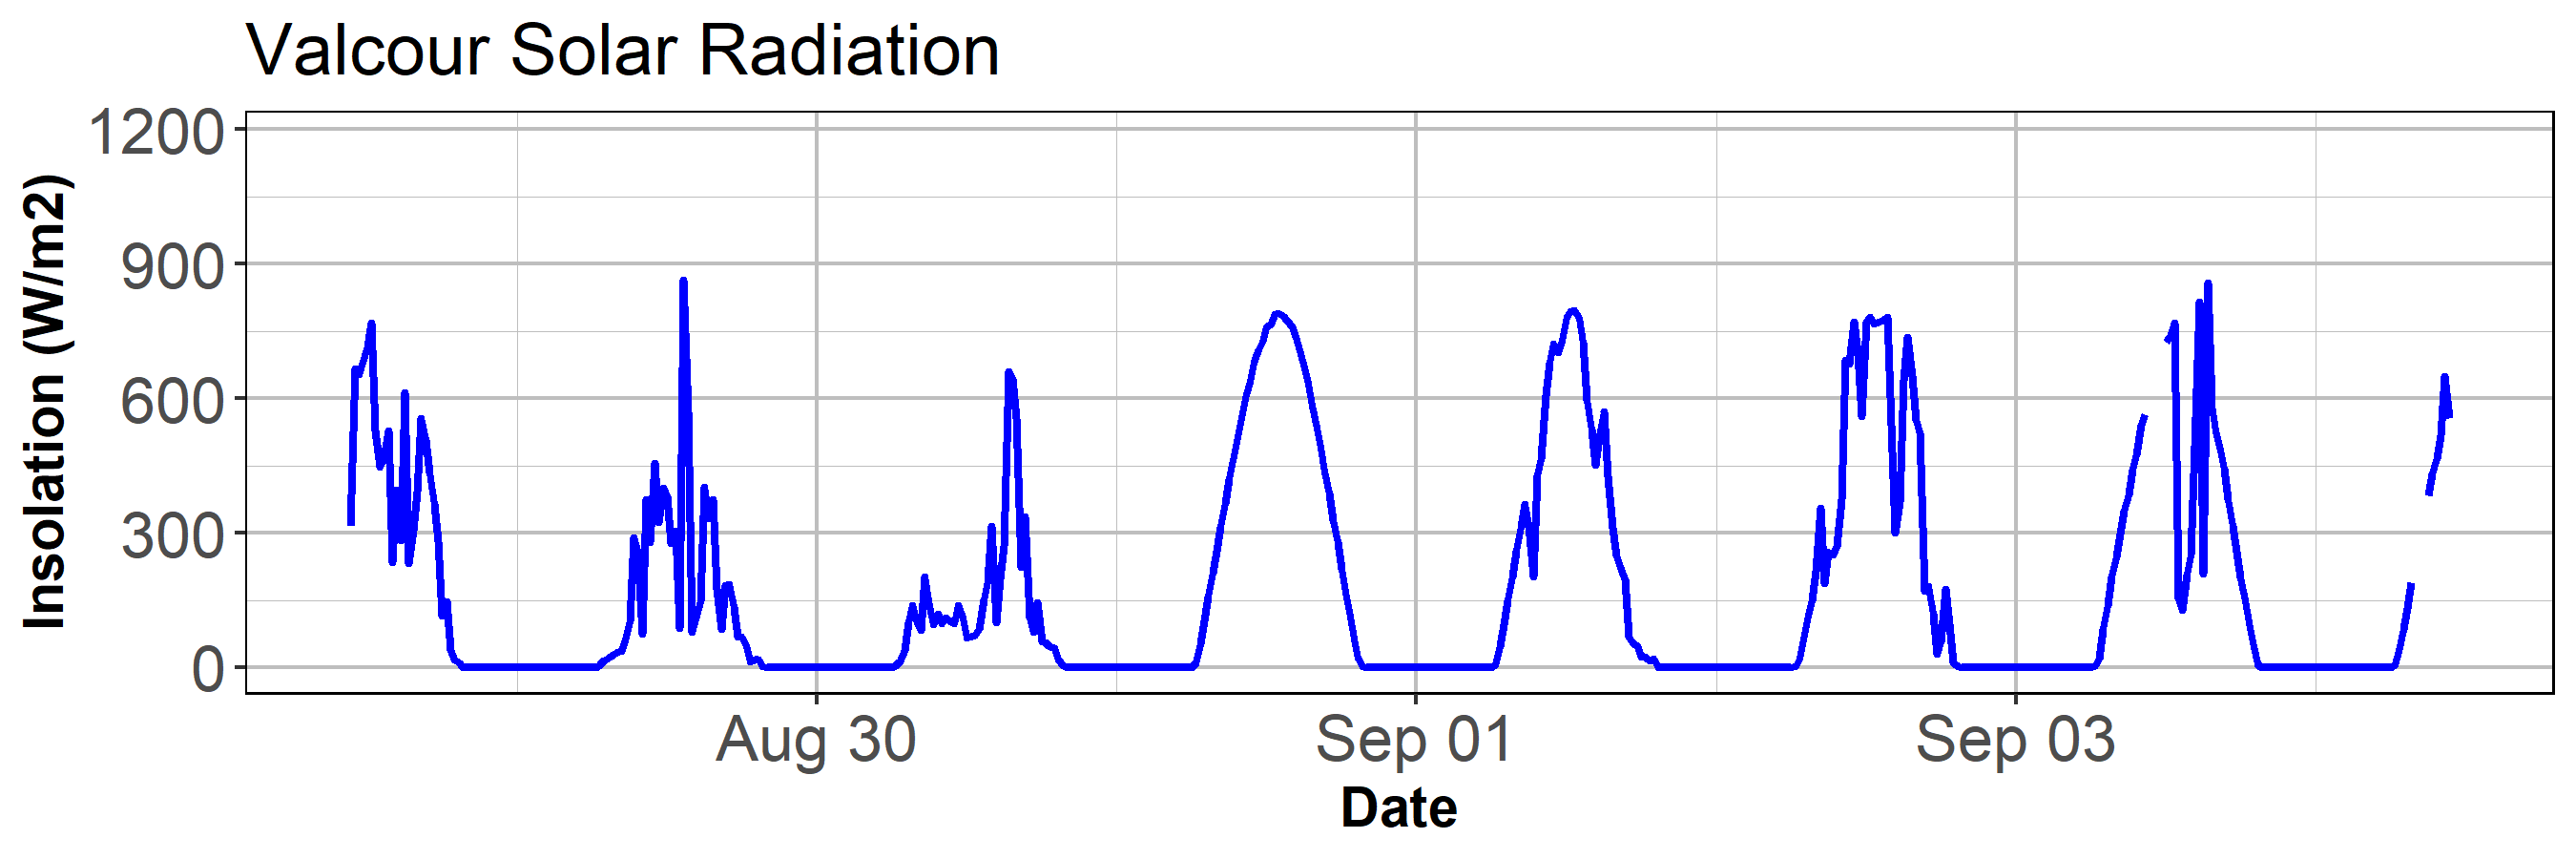 Valcour Solar Radiation
1200
900
600
300
0
Insolation (W/m2)
Aug 30
Sep 01
Sep 03
Date